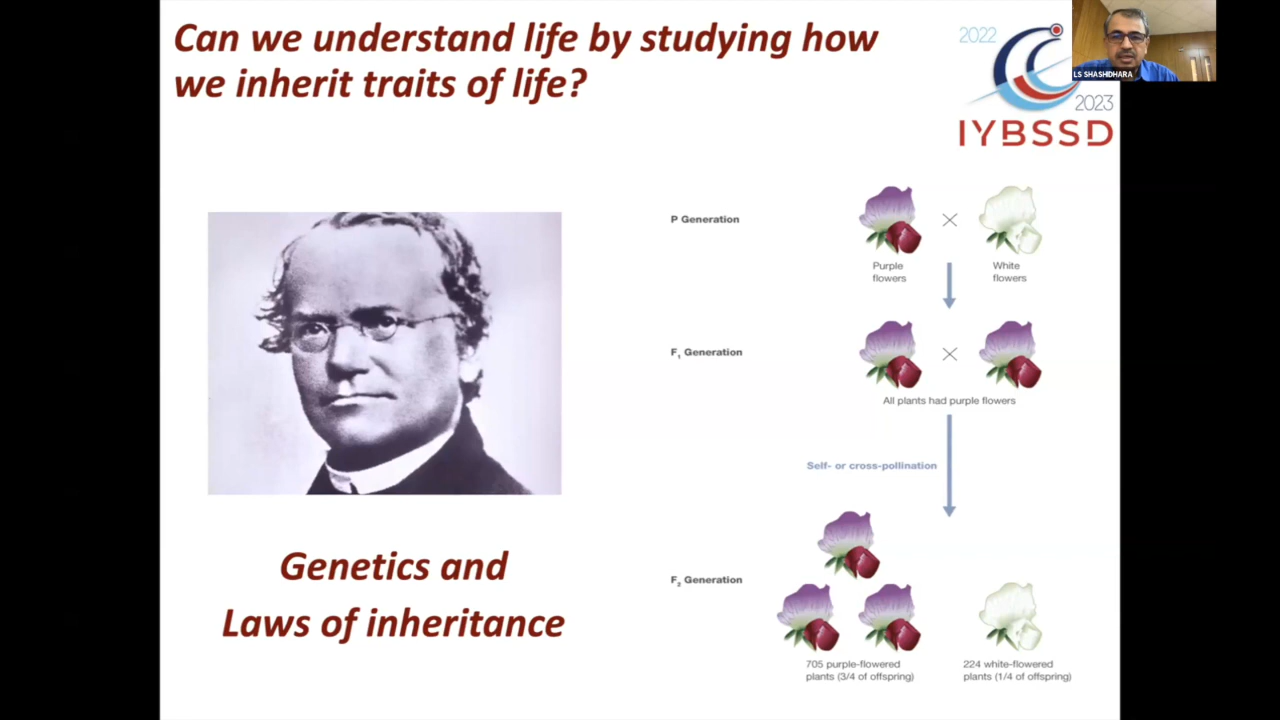 Can we understand life by studying how
we inherit traits of life?
2022
2023
IYBSSD
LS SHASHIDHARA
P Generation
Purple
flowers
White
flowers
F₁ Generation
All plants had purple flowers
Self- or cross-pollination
Genetics and
Laws of inheritance
F₂ Generation
705 purple-flowered
plants (3/4 of offspring)
224 white-flowered
plants (1/4 of offspring)